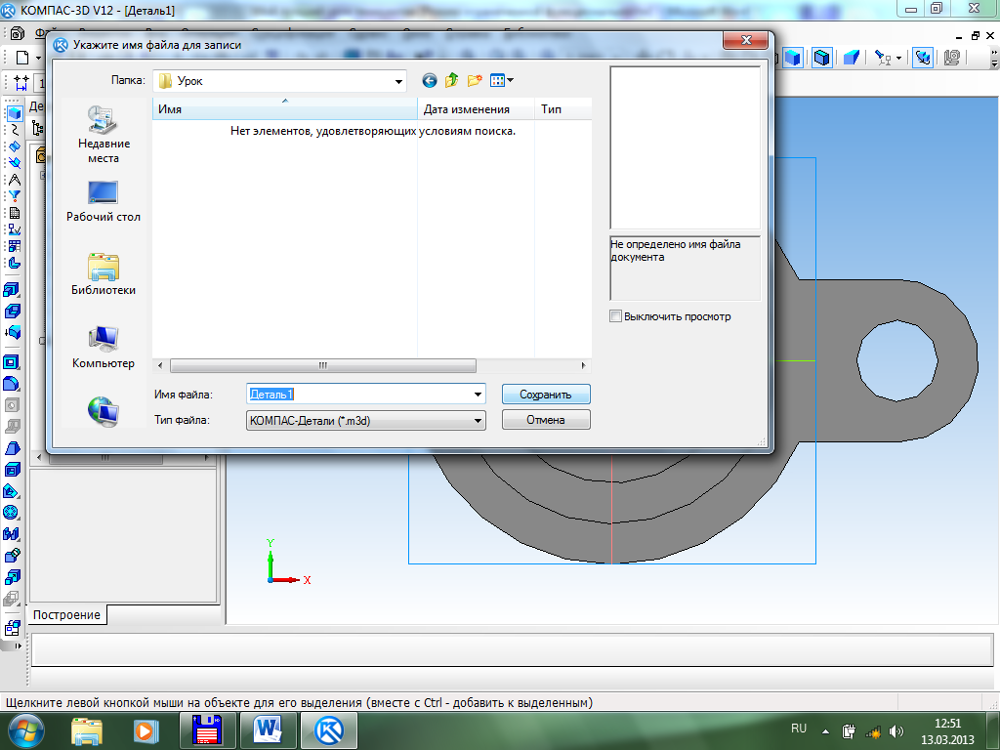 КОМПАС-3D V12 - [Деталь1]
Укажите имя файла для записи
Папка:
Урок
Имя
Дата изменения
Тип
Нет элементов, удовлетворяющих условиям поиска.
Недавние
места
Рабочий стол
Библиотеки
Компьютер
Не определено имя файла
документа
Выключить просмотр
Имя файла:
Деталь1
Сохранить
Тип файла:
КОМПАС-Детали (*.m3d)
Отмена
Y
X
Построение
Щелкните левой кнопкой мыши на объекте для его выделения (вместе с Ctrl - добавить к выделенным)
RU
12:51
13.03.2013